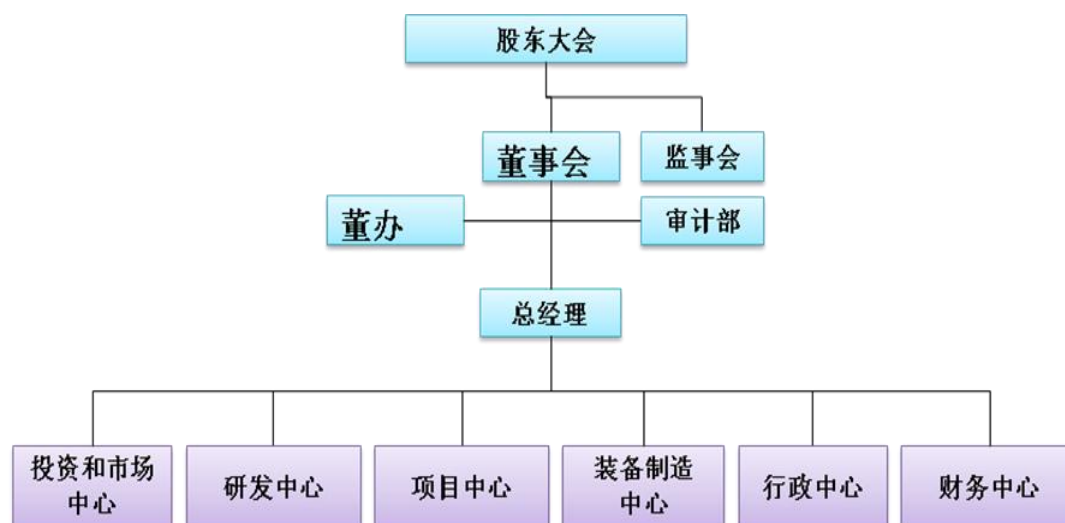 股东大会
董事会
监事会
董办
审计部
总经理
投资和市场
中心
研发中心
项目中心
装备制造
中心
行政中心
财务中心